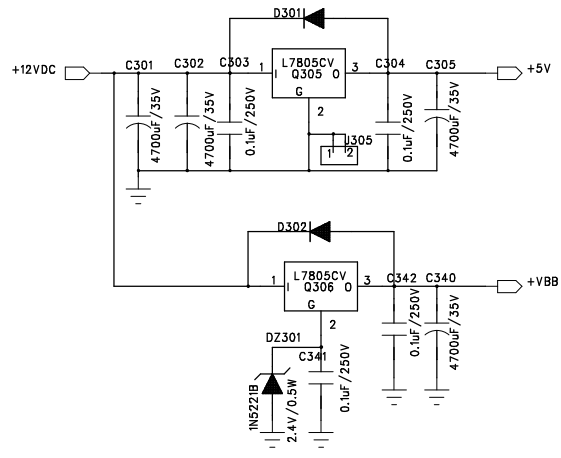 D301
+12VDC
C301
C302
C303
1
L7805CV
Q305
I
O
G
3
C304
C305
+5V
2
4700uF/35V
4700uF/35V
0.1uF/250V
J305
1 2
0.1uF/250V
4700uF/35V
D302
1
L7805CV
Q306
I
O
G
3
C342
C340
+VBB
2
0.1uF/250V
4700uF/35V
DZ301
C341
1N5221B
2.4V/0.5W
0.1uF/250V